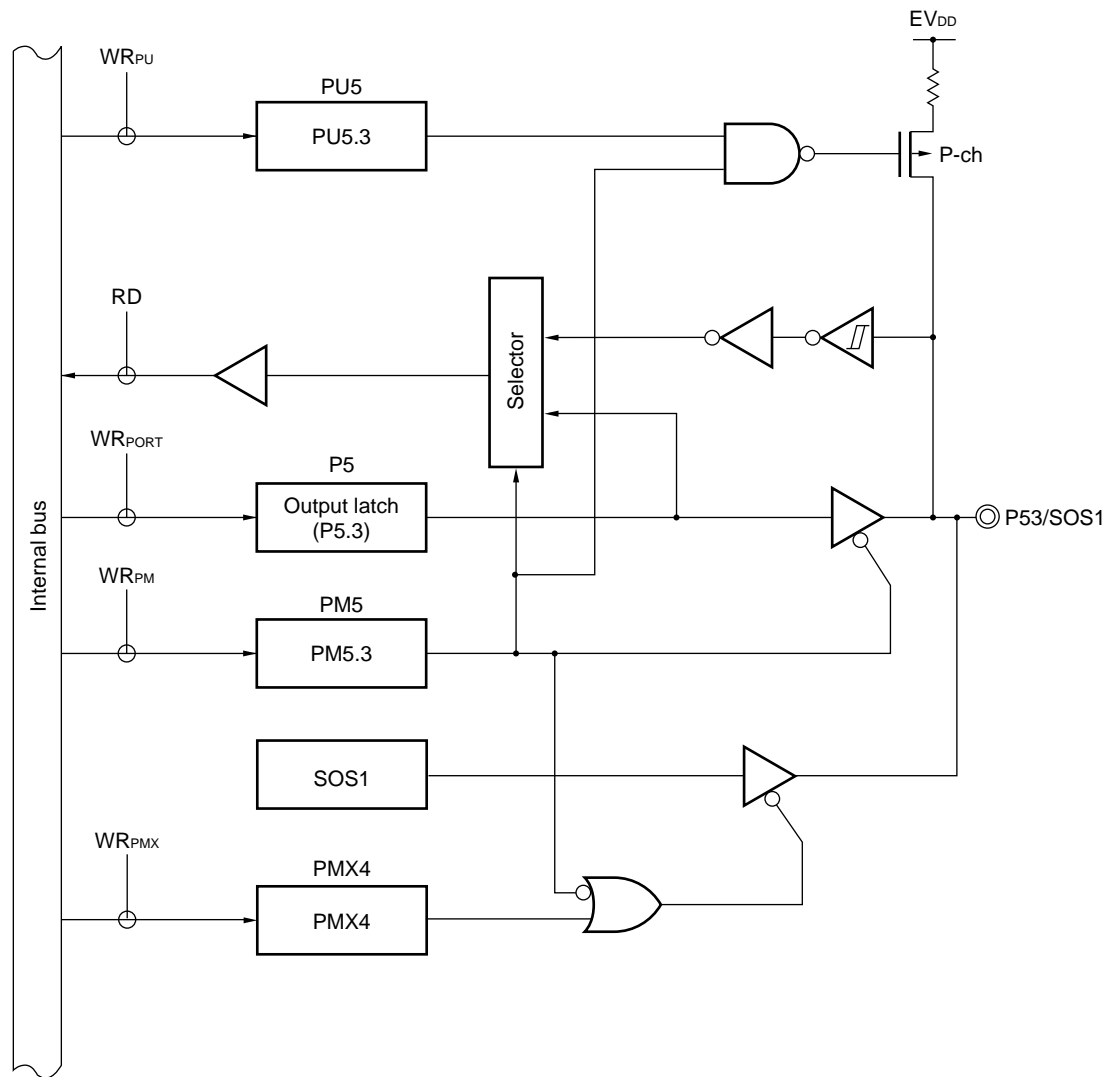 EVDD
WRPU
PU5
PU5.3
P-ch
RD
Selector
WRPORT
P5
Output latch
(P5.3)
P53/SOS1
Internal bus
WRPM
PM5
PM5.3
SOS1
WRPMX
PMX4
PMX4